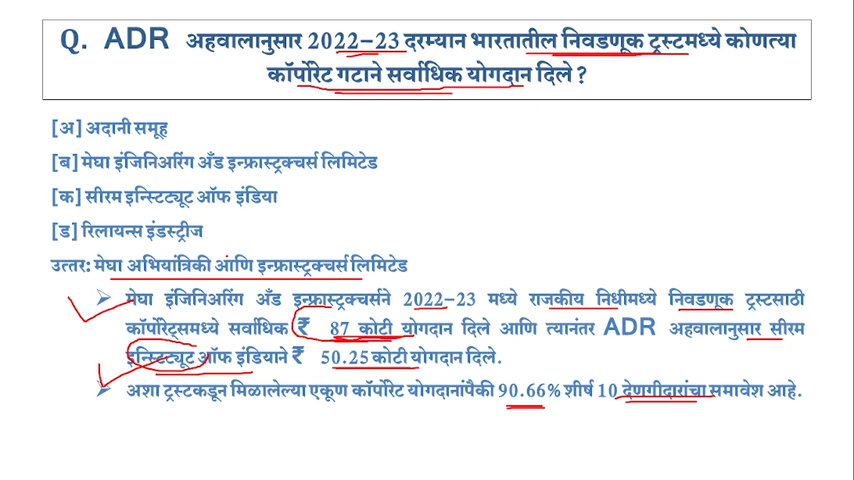 Q. ADR अहवालानुसार 2022-23 दरम्यान भारतातील निवडणूक ट्रस्टमध्ये कोणत्या
कॉर्पोरेट गटाने सर्वाधिक योगदान दिले ?
[अ] अदानी समूह
[ब] मेघा इंजिनिअरिंग अँड इन्फ्रास्ट्रक्चर्स लिमिटेड
[क] सीरम इन्स्टिट्यूट ऑफ इंडिया
[ड] रिलायन्स इंडस्ट्रीज
उत्तर: मेघा अभियांत्रिकी आणि इन्फ्रास्ट्रक्चर्स लिमिटेड
➢ मेघा इंजिनिअरिंग अँड इन्फ्रास्ट्रक्चर्सने 2022-23 मध्ये राजकीय निधीमध्ये निवडणूक ट्रस्टसाठी
कॉर्पोरेट्समध्ये सर्वाधिक ₹ 87 कोटी योगदान दिले आणि त्यानंतर ADR अहवालानुसार सीरम
इन्स्टिट्यूट ऑफ इंडियाने ₹ 50.25 कोटी योगदान दिले.
➢ अशा ट्रस्टकडून मिळालेल्या एकूण कॉर्पोरेट योगदानांपैकी 90.66% शीर्ष 10 देणगीदारांचा समावेश आहे.